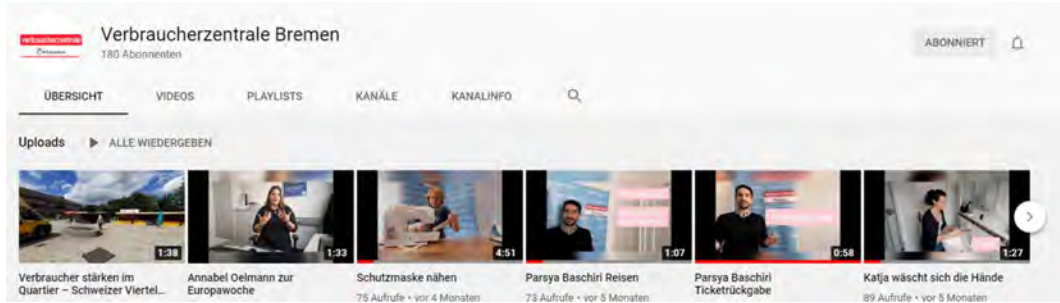 verbraucherzentrale
Bremen
Verbraucherzentrale Bremen
180 Abonnenten
ABONNIERT
ÜBERSICHT VIDEOS PLAYLISTS KANÄLE KANALINFO
Uploads ALLE WIEDERGEBEN
1:38 1:33 4:51 1:07 0:58 1:27
Verbraucher stärken im
Quartier – Schweizer Viertel...
Annabel Oelmann zur
Europawoche
Schutzmaske nähen
75 Aufrufe • vor 4 Monaten
Parsya Baschiri Reisen
73 Aufrufe • vor 5 Monaten
Parsya Baschiri
Ticketrückgabe
Katja wäscht sich die Hände
89 Aufrufe • vor 5 Monaten